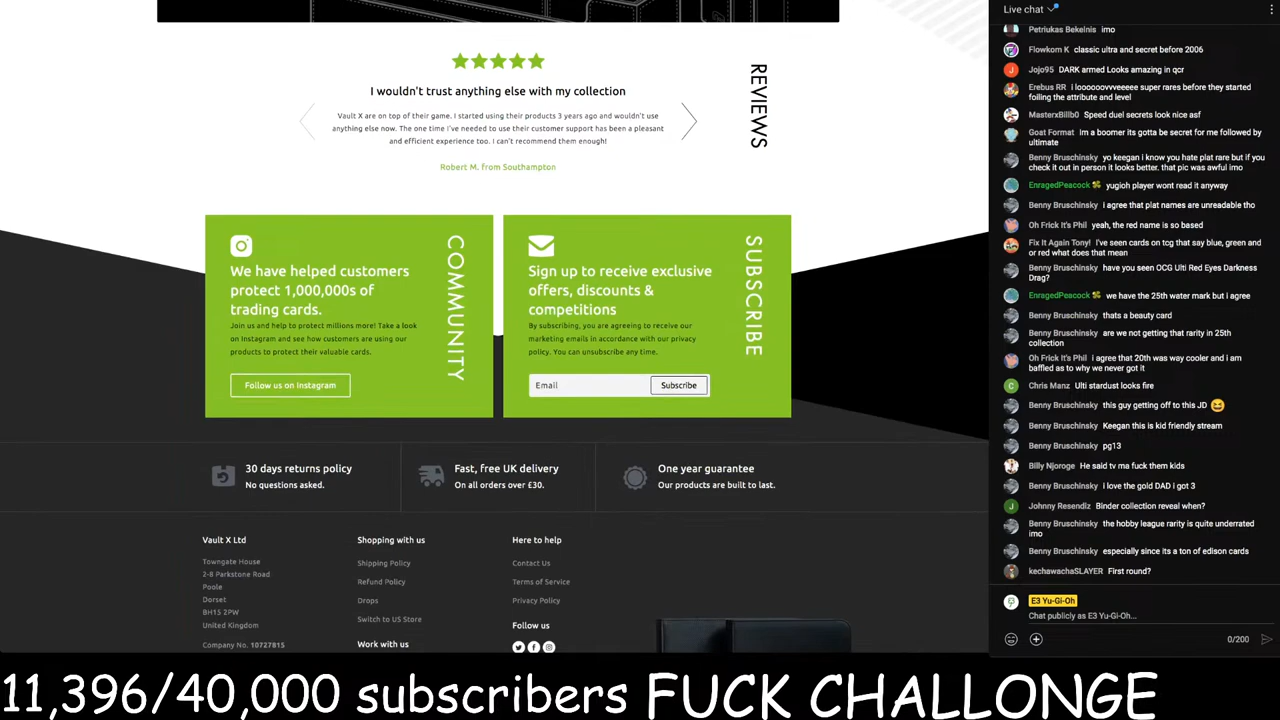 I wouldn't trust anything else with my collection
Vault X are on top of their game. I started using their products 3 years ago and wouldn't
use anything else now. The one time I've needed to use their customer support has been a pleasant
and efficient experience too. I can't recommend them enough!
Robert M. from Southampton
REVIEWS
We have helped customers
protect 1,000,000s of
trading cards.
Join us and help to protect millions more! Take a look
on Instagram and see how customers are using our
products to protect their valuable cards.
Follow us on Instagram
COMMUNITY
Sign up to receive exclusive
offers, discounts &
competitions
By subscribing, you are agreeing to receive our
marketing emails in accordance with our privacy
policy. You can unsubscribe any time.
Email
Subscribe
SUBSCRIBE
30 days returns policy
No questions asked.
Fast, free UK delivery
On all orders over £30.
One year guarantee
Our products are built to last.
Vault X Ltd
Towngate House
2-8 Parkstone Road
Poole
Dorset
BH15 2PW
United Kingdom
Company No. 10727815
Shopping with us
Shipping Policy
Refund Policy
Drops
Switch to US Store
Work with us
Here to help
Contact Us
Terms of Service
Privacy Policy
Follow us
Live chat
Petriukas Bekelnis imo
Flowkom K classic ultra and secret before 2006
Jojo95 DARK armed Looks amazing in qcr
Erebus RR i looooovvveeeee super rares before they started
foiling the attribute and level
MasterxBillb0 Speed duel secrets look nice asf
Goat Format Im a boomer its gotta be secret for me followed by
ultimate
Benny Bruschinsky yo keegan i know you hate plat rare but if you
check it out in person it looks better. that pic was awful imo
EnragedPeacock yugioh player wont read it anyway
Benny Bruschinsky i agree that plat names are unreadable tho
Oh Frick It's Phil yeah, the red name is so based
Fix It Again Tony! I've seen cards on tcg that say blue, green and
or red what does that mean
Benny Bruschinsky have you seen OCG Ulti Red Eyes Darkness
Drag?
EnragedPeacock we have the 25th water mark but i agree
Benny Bruschinsky thats a beauty card
Benny Bruschinsky are we not getting that rarity in 25th
collection
Oh Frick It's Phil i agree that 20th was way cooler and i am
baffled as to why we never got it
Chris Manz Ulti stardust looks fire
Benny Bruschinsky this guy getting off to this JD 😆
Benny Bruschinsky Keegan this is kid friendly stream
Benny Bruschinsky pg13
Billy Njoroge He said tv ma fuck them kids
Benny Bruschinsky i love the gold DAD i got 3
Johnny Resendiz Binder collection reveal when?
Benny Bruschinsky the hobby league rarity is quite underrated
imo
Benny Bruschinsky especially since its a ton of edison cards
kechawachaSLAYER First round?
E3 Yu-Gi-Oh
Chat publicly as E3 Yu-Gi-Oh...
0/200
11,396/40,000 subscribers FUCK CHALLONGE